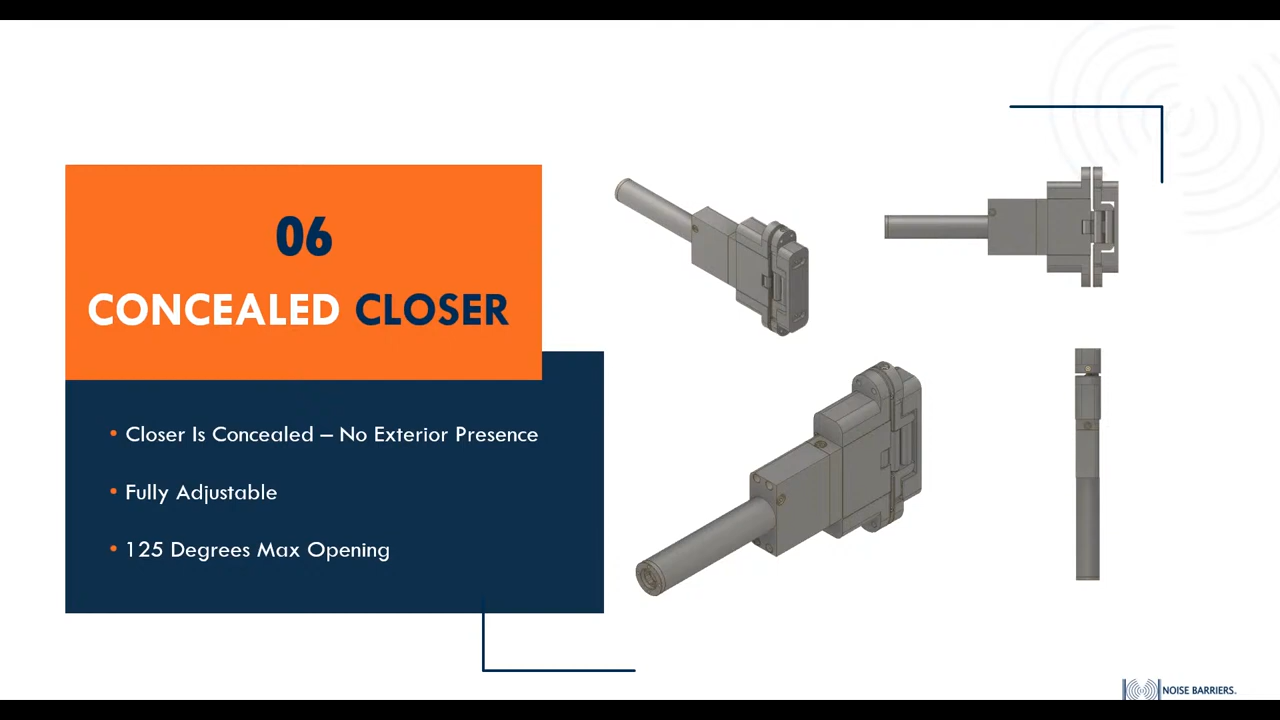 06
CONCEALED CLOSER
• Closer Is Concealed – No Exterior Presence
• Fully Adjustable
• 125 Degrees Max Opening
NOISE BARRIERS.